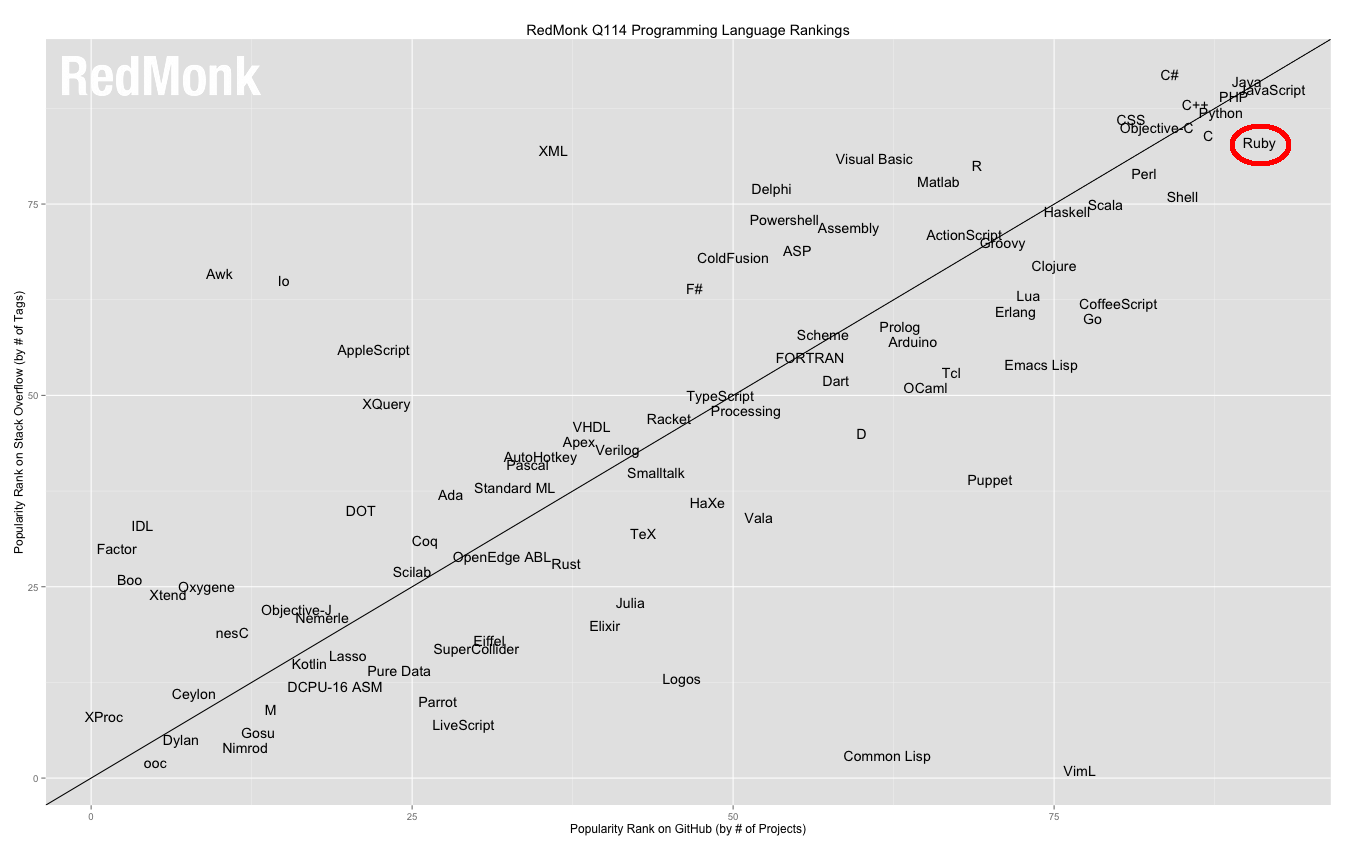 RedMonk Q114 Programming Language Rankings
RedMonk
C#
Java
JavaScript
PHP
C++
Python
CSS
Objective-C
C
Ruby
XML
Visual Basic
R
Perl
Matlab
Delphi
Shell
Scala
75
Haskell
Powershell
Assembly
ActionScript
Groovy
ASP
ColdFusion
Clojure
Awk
Io
F#
Lua
CoffeeScript
Erlang
Go
Prolog
Scheme
Arduino
AppleScript
FORTRAN
Emacs Lisp
Tcl
Dart
OCaml
TypeScript
50
XQuery
Processing
Racket
VHDL
D
Apex
Verilog
AutoHotkey
Pascal
Smalltalk
Puppet
Standard ML
Ada
HaXe
DOT
Vala
IDL
TeX
Coq
Factor
OpenEdge ABL
Rust
Scilab
Boo
Oxygene
25
Xtend
Julia
Objective-J
Nemerle
Elixir
nesC
Eiffel
SuperCollider
Lasso
Kotlin
Pure Data
Logos
DCPU-16 ASM
Ceylon
Parrot
M
XProc
LiveScript
Gosu
Dylan
Nimrod
Common Lisp
ooc
VimL
0
0
25
50
75
Popularity Rank on GitHub (by # of Projects)
Popularity Rank on Stack Overflow (by # of Tags)